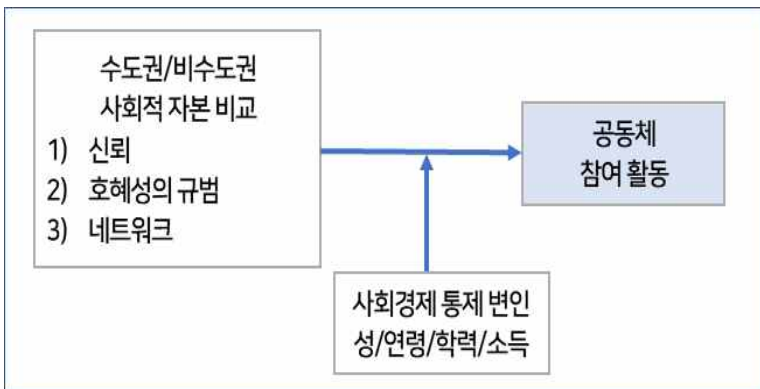 수도권/비수도권
사회적 자본 비교
1) 신뢰
2) 호혜성의 규범
3) 네트워크
공동체
참여 활동
사회경제 통제 변인
성/연령/학력/소득